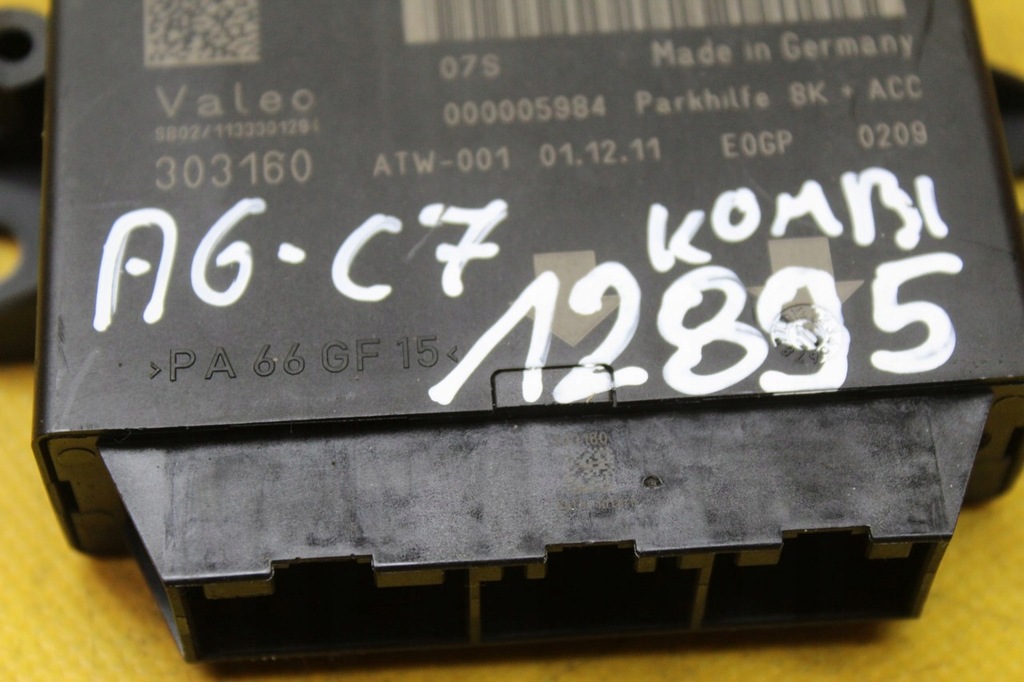 07S Made in Germany
Valeo 000005984 Parkhilfe 8K + ACC
303160 ATW-001 01.12.11 E0GP 0209
A6·C7 KOMBI
12895
>PA 66 GF 15<